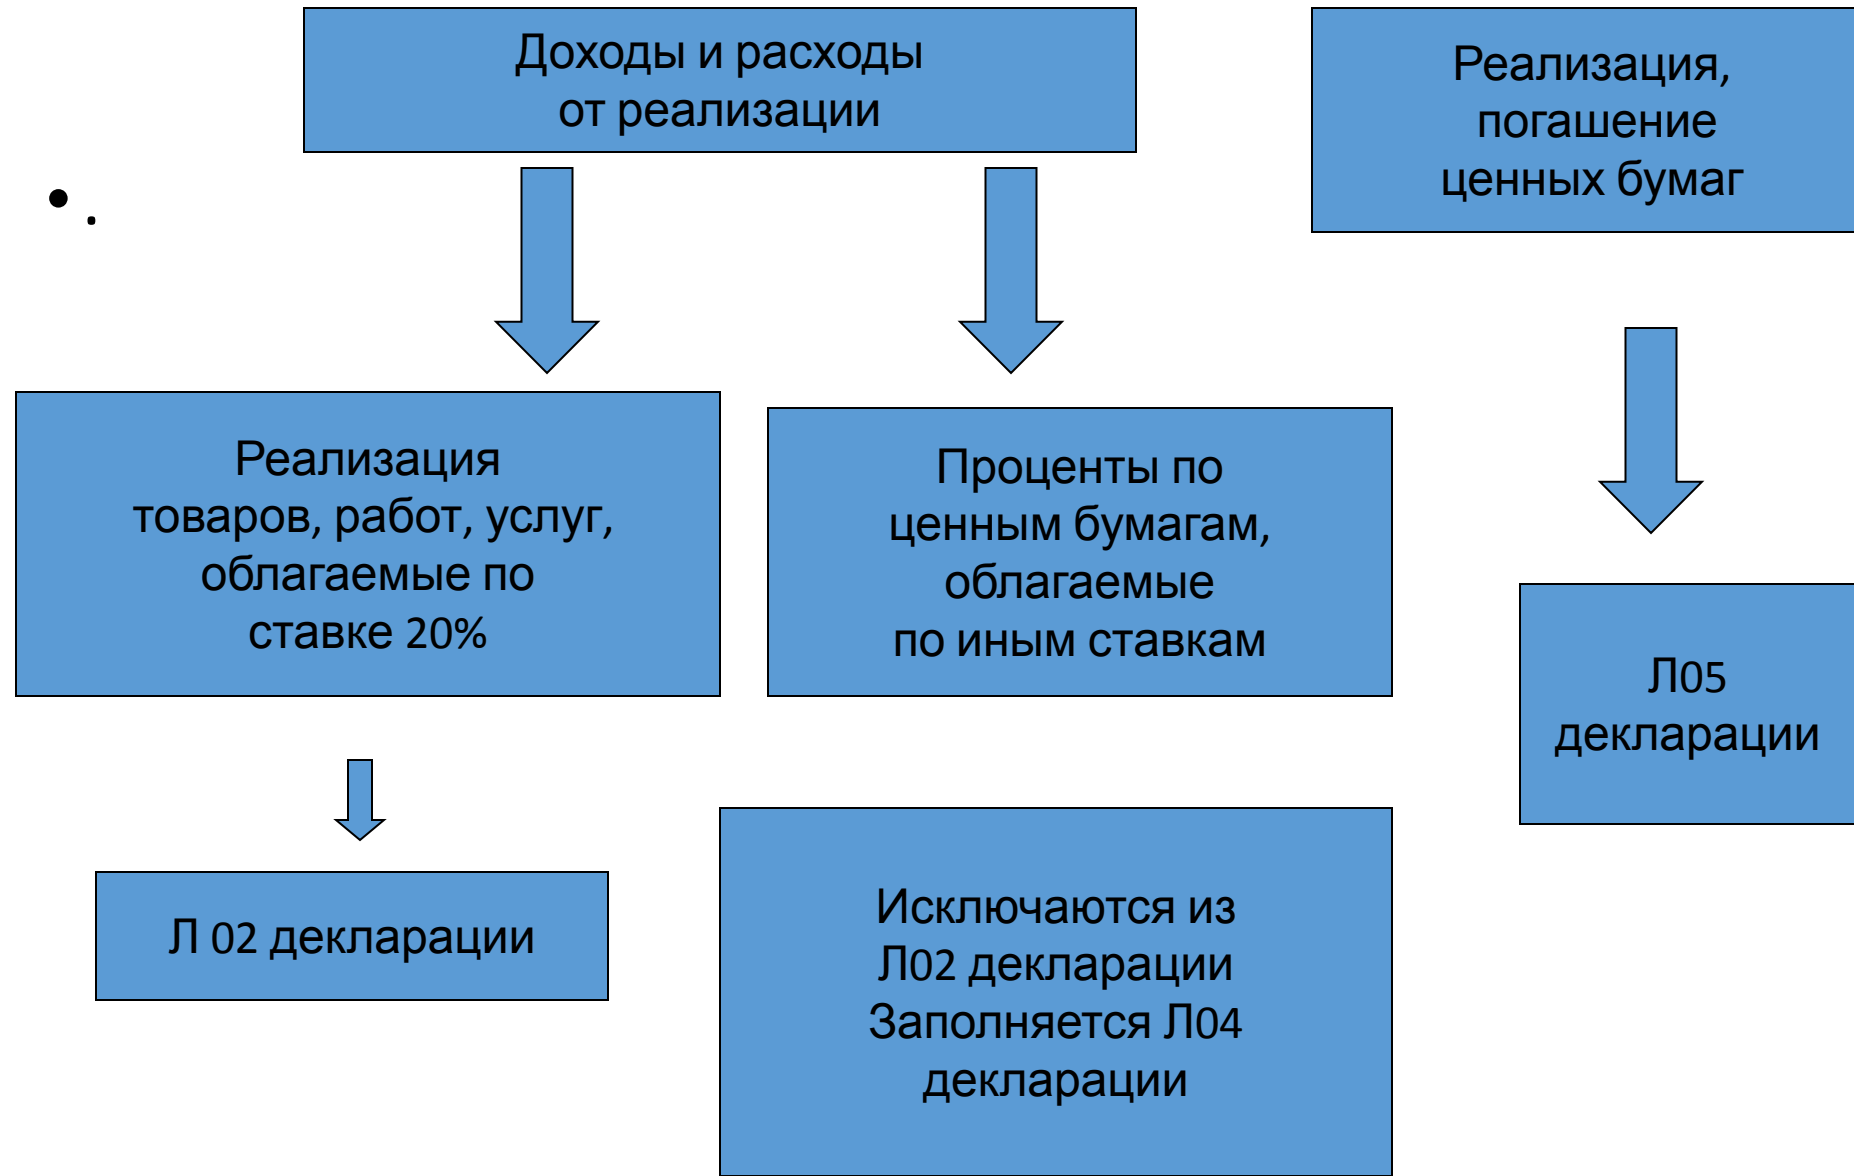 Доходы и расходы
от реализации
Реализация,
погашение
ценных бумаг
• .
Реализация
товаров, работ, услуг,
облагаемые по
ставке 20%
Проценты по
ценным бумагам,
облагаемые
по иным ставкам
Л05
декларации
Л 02 декларации
Исключаются из
Л02 декларации
Заполняется Л04
декларации